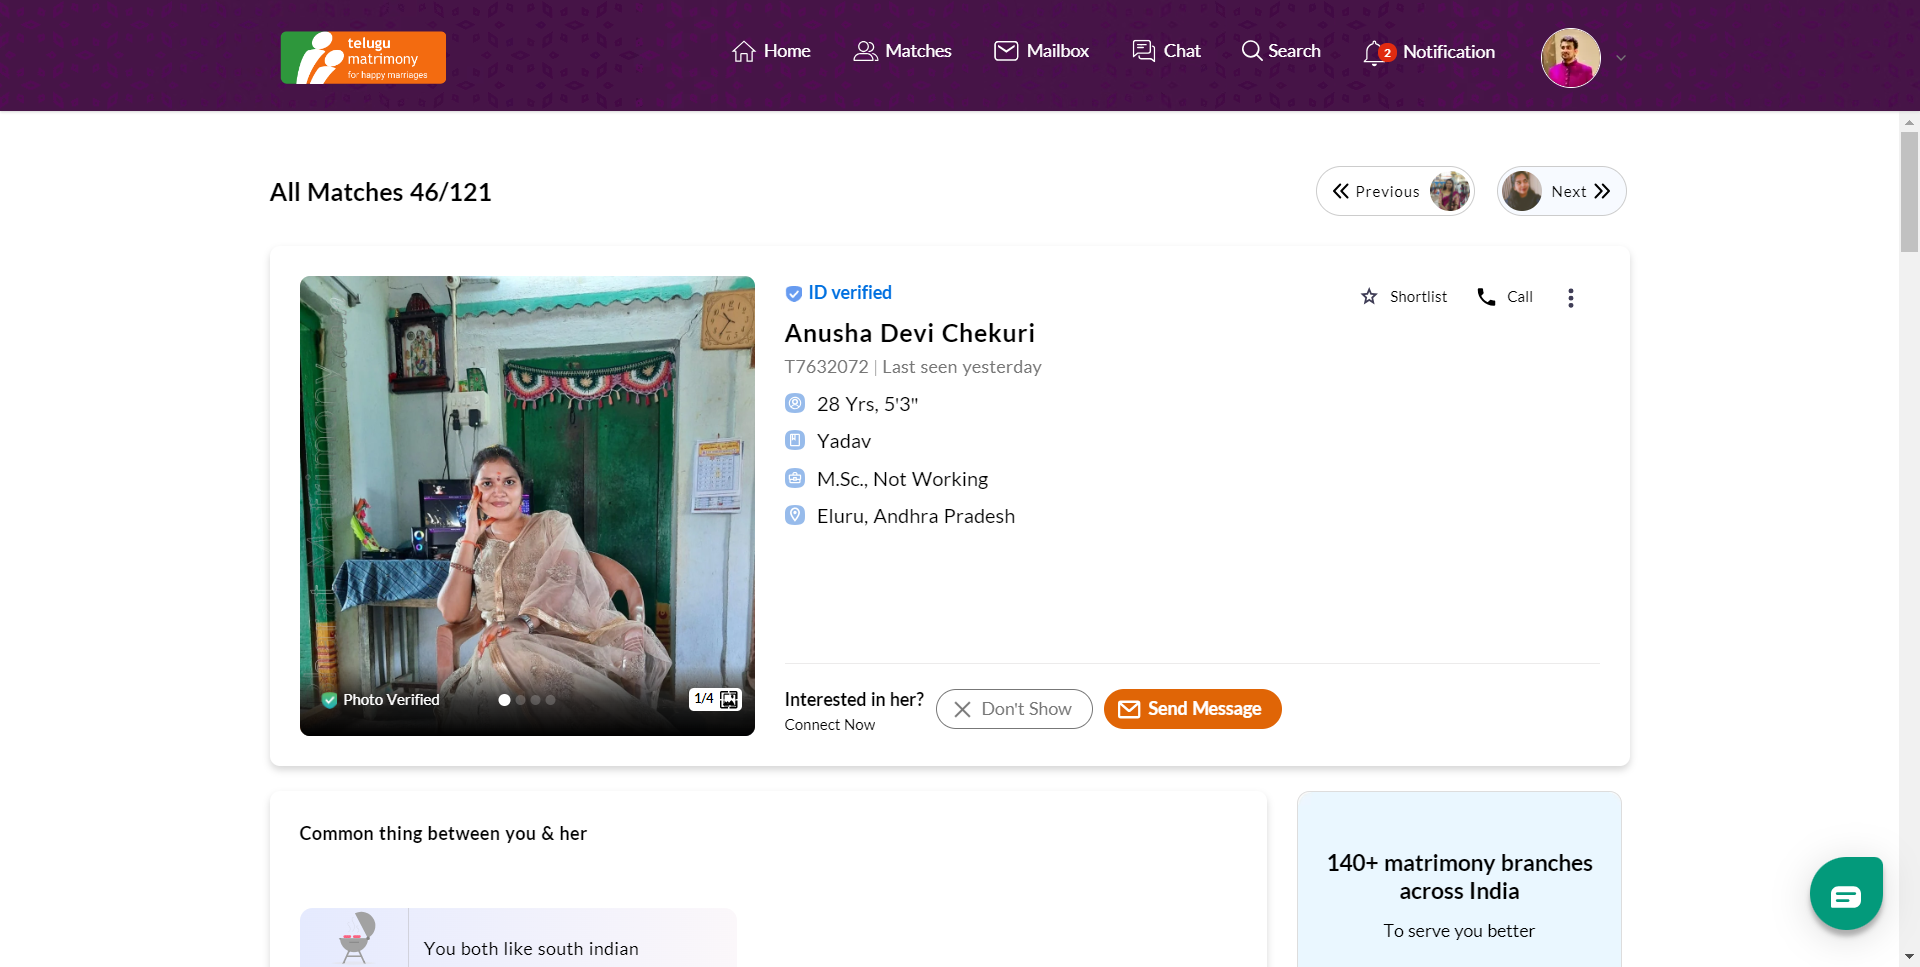 telugu
matrimony
for happy marriages
Home
Matches
Mailbox
Chat
Search
2
Notification
All Matches 46/121
Previous
Next
ID verified
Shortlist
Call
Anusha Devi Chekuri
T7632072 | Last seen yesterday
28 Yrs, 5'3"
Yadav
M.Sc., Not Working
Eluru, Andhra Pradesh
Photo Verified
1/4
Interested in her?
Connect Now
Don't Show
Send Message
Common thing between you & her
You both like south indian
140+ matrimony branches
across India
To serve you better